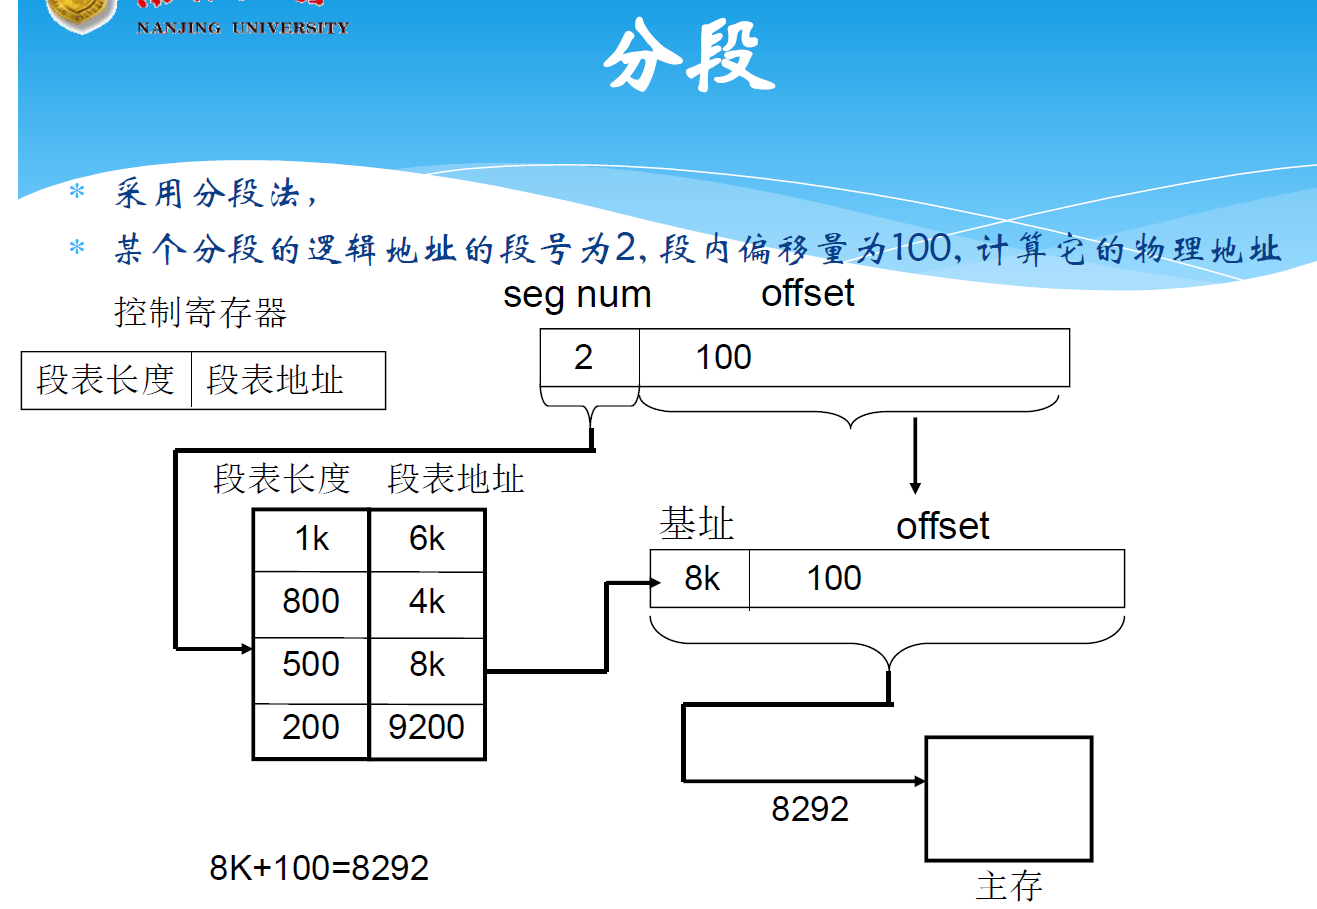 NANJING UNIVERSITY
分段
* 采用分段法，
* 某个分段的逻辑地址的段号为2, 段内偏移量为100, 计算它的物理地址
控制寄存器
seg num offset
2 100
段表长度 段表地址
段表长度 段表地址
1k 6k
800 4k
500 8k
200 9200
基址 offset
8k 100
8292
8K+100=8292
主存